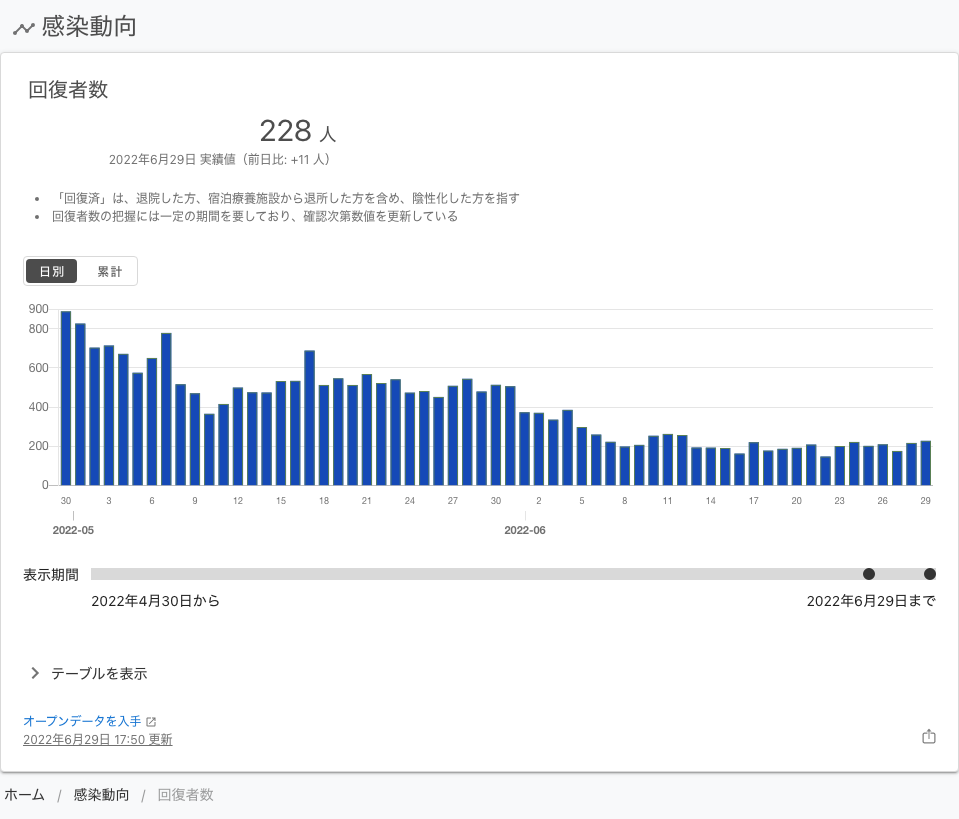 感染動向
回復者数
228 人
2022年6月29日 実績値（前日比: +11 人）
• 「回復済」は、退院した方、宿泊療養施設から退所した方を含め、陰性化した方を指す
• 回復者数の把握には一定の期間を要しており、確認次第数値を更新している
日別 累計
900
800
600
400
200
0
30 3 6 9 12 15 18 21 24 27 30 2 5 8 11 14 17 20 23 26 29
2022-05 2022-06
表示期間
2022年4月30日から 2022年6月29日まで
テーブルを表示
オープンデータを入手
2022年6月29日 17:50 更新
ホーム / 感染動向 / 回復者数